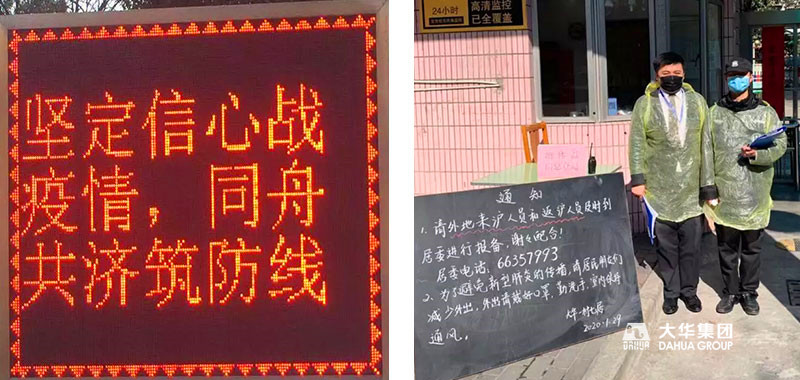 坚定信心战
疫情，同舟
共济筑防线
24小时
高清监控
已全覆盖
通知
1、请外地来沪人员和返沪人员及时到
居委进行报备，谢谢配合！
居委电话：66357993
2、为了避免新型肺炎的传播，请居民朋友们
减少外出，外出请戴好口罩，勤洗手，室内保持
通风。
2020.1.29
大华集团
DAHUA
DAHUA GROUP